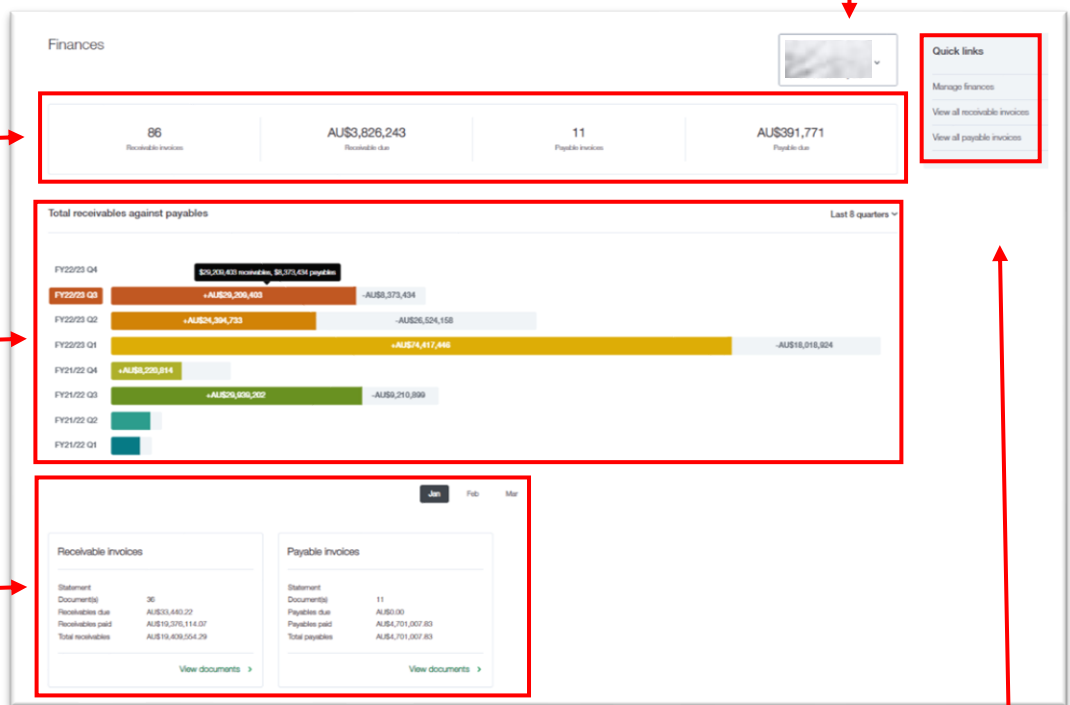 Finances
Quick links
Manage finances
View all receivable invoices
View all payable invoices
86
Receivable invoices
AU$3,826,243
Receivable due
11
Payable invoices
AU$391,771
Payable due
Total receivables against payables
Last 8 quarters
FY22/23 Q4
$29,209,403 receivables, $8,373,434 payables
FY22/23 Q3 +AU$29,209,403 -AU$8,373,434
FY22/23 Q2 +AU$24,394,733 -AU$26,524,158
FY22/23 Q1 +AU$74,417,446 -AU$18,018,924
FY21/22 Q4 +AU$8,220,814
FY21/22 Q3 +AU$29,939,202 -AU$9,210,999
FY21/22 Q2
FY21/22 Q1
Jan Feb Mar
Receivable invoices
Statement
Document(s) 36
Receivables due AU$33,440.22
Receivables paid AU$19,376,114.07
Total receivables AU$19,409,554.29
View documents
Payable invoices
Statement
Document(s) 11
Payables due AU$0.00
Payables paid AU$4,701,007.83
Total payables AU$4,701,007.83
View documents